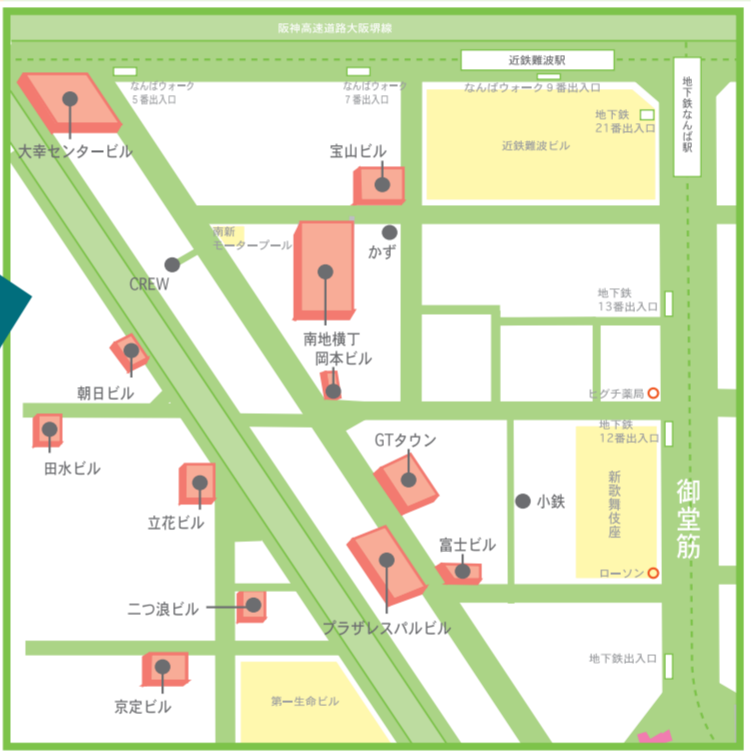 阪神高速道路大阪堺線
近鉄難波駅
なんばウォーク
5番出入口
なんばウォーク
7番出入口
なんばウォーク9番出入口
地下鉄なんば駅
地下鉄
21番出入口
近鉄難波ビル
大幸センタービル
宝山ビル
南新
モータープール
かず
CREW
地下鉄
13番出入口
南地横丁
岡本ビル
朝日ビル
ヒグチ薬局
地下鉄
12番出入口
GTタウン
田水ビル
立花ビル
小鉄
新歌舞伎座
御堂筋
富士ビル
ローソン
二つ浪ビル
プラザレスパルビル
地下鉄出入口
京定ビル
第一生命ビル